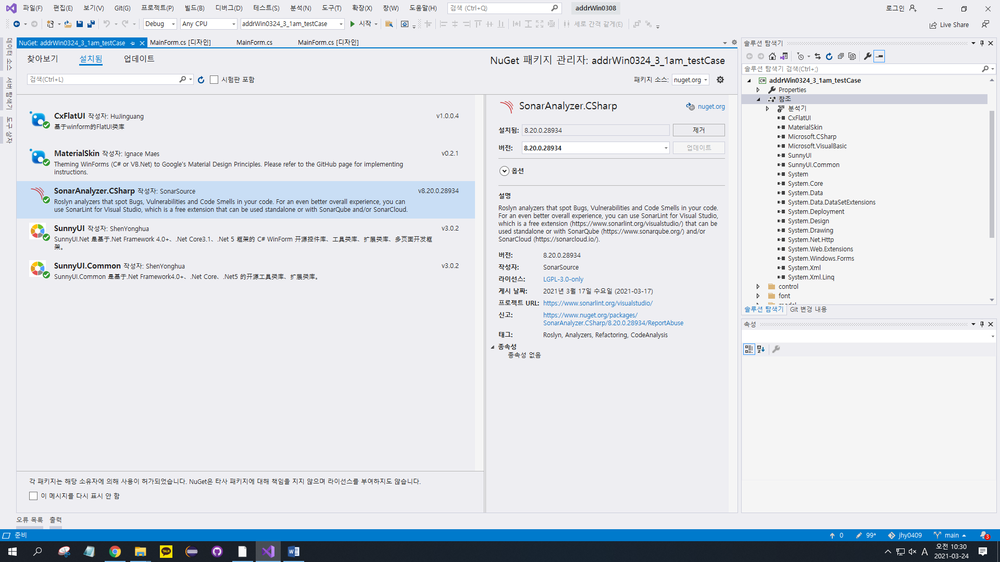 파일(F) 편집(E) 보기(V) Git(G) 프로젝트(P) 빌드(B) 디버그(D) 테스트(S) 분석(N) 도구(T) 확장(X) 창(W) 도움말(H) 검색 (Ctrl+Q) addrWin0308 로그인
Debug Any CPU addrWin0324_3_1am_testCase 시작 세로 간격 같게(E) Live Share
데이터 소스
서버 탐색기
도구 상자
NuGet: addrWin0324_3_1am_testCase MainForm.cs [디자인] MainForm.cs MainForm.cs [디자인]
찾아보기 설치됨 업데이트
NuGet 패키지 관리자: addrWin0324_3_1am_testCase
검색(Ctrl+L) 시험판 포함
패키지 소스: nuget.org
CxFlatUI 작성자: HuJinguang v1.0.0.4
基于winform的FlatUI类库
MaterialSkin 작성자: Ignace Maes v0.2.1
Theming WinForms (C# or VB.Net) to Google's Material Design Principles. Please refer to the GitHub page for implementing
instructions.
SonarAnalyzer.CSharp 작성자: SonarSource v8.20.0.28934
Roslyn analyzers that spot Bugs, Vulnerabilities and Code Smells in your code. For an even better overall experience, you can
use SonarLint for Visual Studio, which is a free extension that can be used standalone or with SonarQube and/or SonarCloud.
SunnyUI 작성자: ShenYonghua v3.0.2
SunnyUI.Net 是基于.Net Framework 4.0+、.Net Core3.1、.Net 5 框架的 C# WinForm 开源控件库、工具类库、扩展类库、多页面开发框
架。
SunnyUI.Common 작성자: ShenYonghua v3.0.2
SunnyUI.Common 是基于.Net Framework4.0+、.Net Core、.Net5 的开源工具类库、扩展类库。
각 패키지는 해당 소유자에 의해 사용이 허가되었습니다. NuGet은 타사 패키지에 대해 책임을 지지 않으며 라이선스를 부여하지도 않습니다.
이 메시지를 다시 표시 안 함
SonarAnalyzer.CSharp nuget.org
설치됨: 8.20.0.28934 제거
버전: 8.20.0.28934 업데이트
옵션
설명
Roslyn analyzers that spot Bugs, Vulnerabilities and Code Smells in your code.
For an even better overall experience, you can use SonarLint for Visual Studio,
which is a free extension (https://www.sonarlint.org/visualstudio/) that can be
used standalone or with SonarQube (https://www.sonarqube.org/) and/or
SonarCloud (https://sonarcloud.io/).
버전: 8.20.0.28934
작성자: SonarSource
라이선스: LGPL-3.0-only
게시 날짜: 2021년 3월 17일 수요일 (2021-03-17)
프로젝트 URL: https://www.sonarlint.org/visualstudio/
신고: https://www.nuget.org/packages/
SonarAnalyzer.CSharp/8.20.0.28934/ReportAbuse
태그: Roslyn, Analyzers, Refactoring, CodeAnalysis
종속성
종속성 없음
솔루션 탐색기
솔루션 탐색기 검색(Ctrl+;)
C# addrWin0324_3_1am_testCase
Properties
참조
분석기
CxFlatUI
MaterialSkin
Microsoft.CSharp
Microsoft.VisualBasic
SunnyUI
SunnyUI.Common
System
System.Core
System.Data
System.Data.DataSetExtensions
System.Deployment
System.Design
System.Drawing
System.Net.Http
System.Web.Extensions
System.Windows.Forms
System.Xml
System.Xml.Linq
control
font
솔루션 탐색기 Git 변경 내용
속성
오류 목록 출력
준비 0 99* jhy0409 main 3
TALK A 오전 10:30
2021-03-24